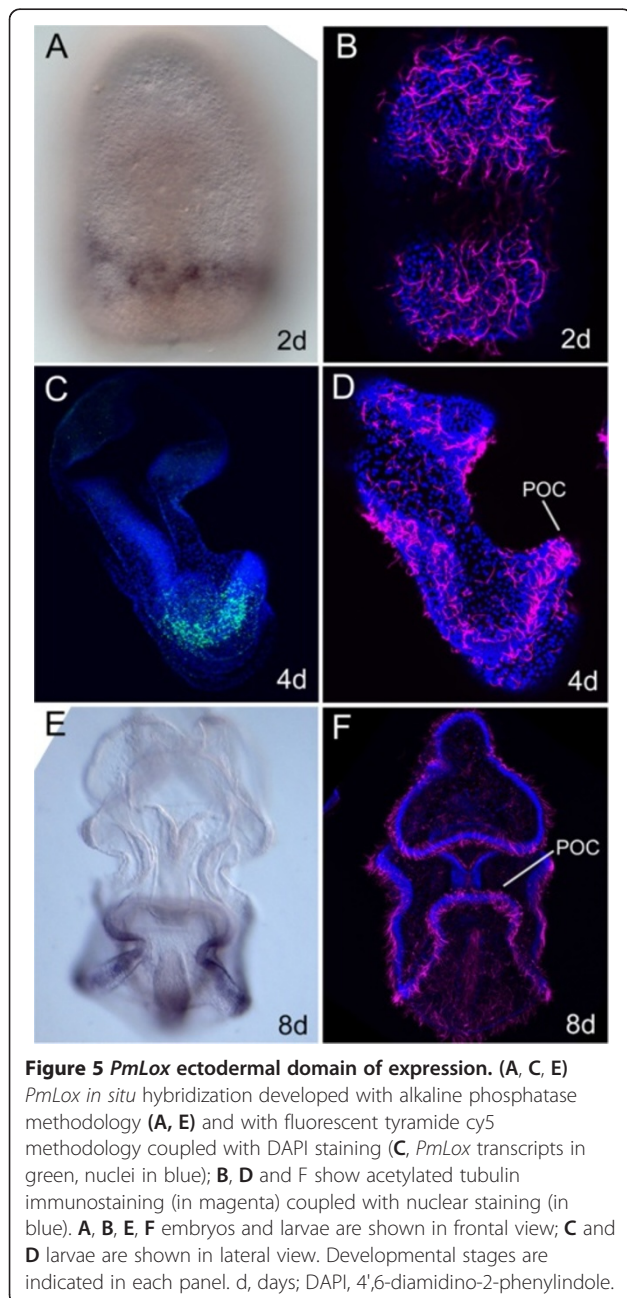 A
B
2d
2d
C
D
POC
4d
4d
E
F
POC
8d
8d
Figure 5 PmLox ectodermal domain of expression. (A, C, E)
PmLox in situ hybridization developed with alkaline phosphatase
methodology (A, E) and with fluorescent tyramide cy5
methodology coupled with DAPI staining (C, PmLox transcripts in
green, nuclei in blue); B, D and F show acetylated tubulin
immunostaining (in magenta) coupled with nuclear staining (in
blue). A, B, E, F embryos and larvae are shown in frontal view; C and
D larvae are shown in lateral view. Developmental stages are
indicated in each panel. d, days; DAPI, 4',6-diamidino-2-phenylindole.